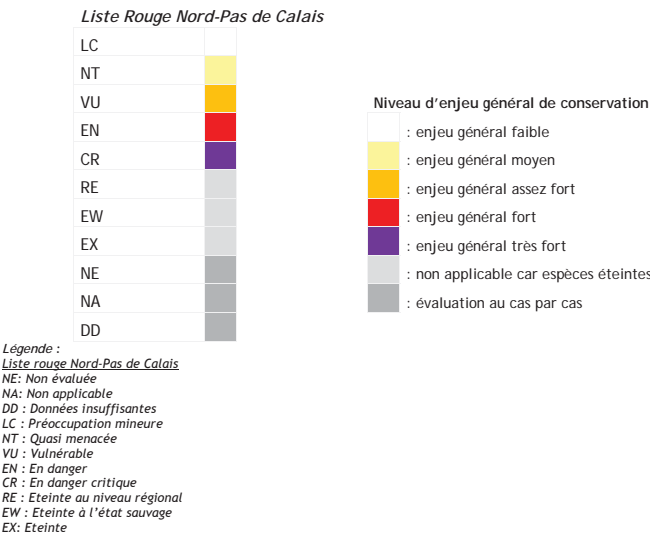 Liste Rouge Nord-Pas de Calais
LC
NT
VU
EN
CR
RE
EW
EX
NE
NA
DD
Niveau d'enjeu général de conservation
: enjeu général faible
: enjeu général moyen
: enjeu général assez fort
: enjeu général fort
: enjeu général très fort
: non applicable car espèces éteintes
: évaluation au cas par cas
Légende :
Liste rouge Nord-Pas de Calais
NE: Non évaluée
NA: Non applicable
DD : Données insuffisantes
LC : Préoccupation mineure
NT : Quasi menacée
VU : Vulnérable
EN : En danger
CR : En danger critique
RE : Eteinte au niveau régional
EW : Eteinte à l'état sauvage
EX: Eteinte